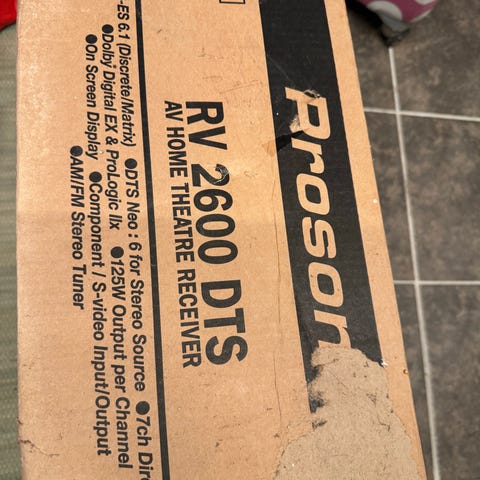 Proson
RV 2600 DTS
AV HOME THEATRE RECEIVER
-ES 6.1 (Discrete/Matrix) ●DTS Neo : 6 for Stereo Source ●7ch Dire
●Dolby Digital EX & ProLogic IIx ●125W Output per Channel
●On Screen Display ●Component / S-video Input/Output
●AM/FM Stereo Tuner